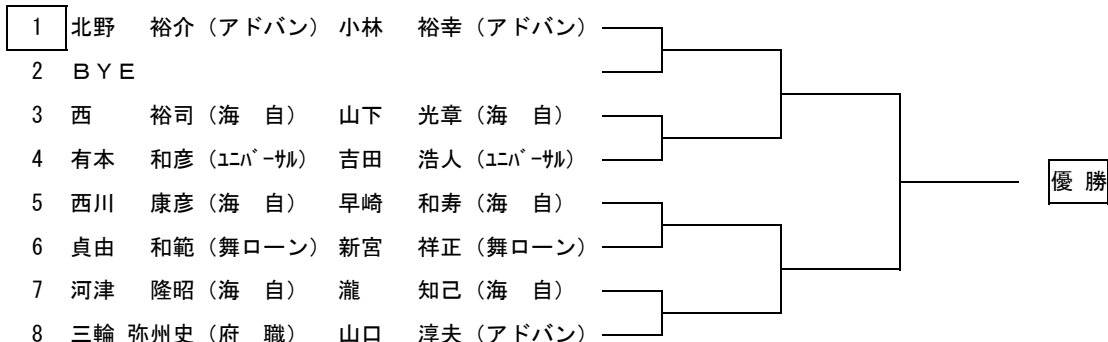 1 北野　裕介（アドバン） 小林　裕幸（アドバン）
2 ＢＹＥ
3 西　裕司（海　自） 山下　光章（海　自）
4 有本　和彦（ﾕﾆﾊﾞｰｻﾙ） 吉田　浩人（ﾕﾆﾊﾞｰｻﾙ）
優 勝
5 西川　康彦（海　自） 早崎　和寿（海　自）
6 貞由　和範（舞ローン） 新宮　祥正（舞ローン）
7 河津　隆昭（海　自） 瀧　知己（海　自）
8 三輪 弥州史（府　職） 山口　淳夫（アドバン）